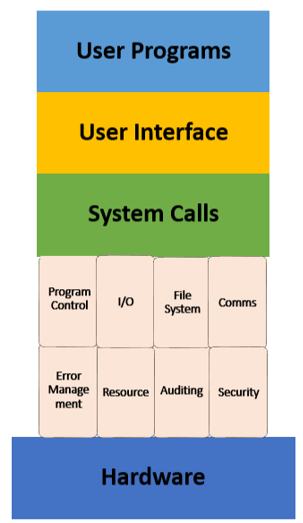 User Programs
User Interface
System Calls
Program
Control
I/O
File
System
Comms
Error
Manage
ment
Resource
Auditing
Security
Hardware